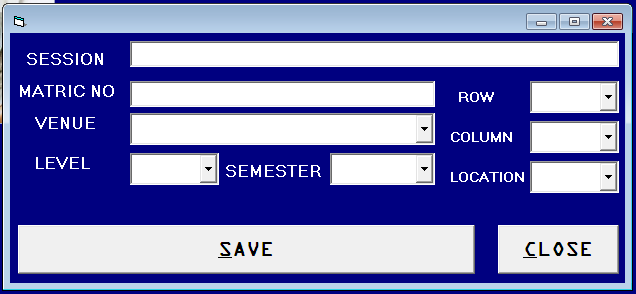 SESSION
MATRIC NO
ROW
VENUE
COLUMN
LEVEL
SEMESTER
LOCATION
SAVE
CLOSE